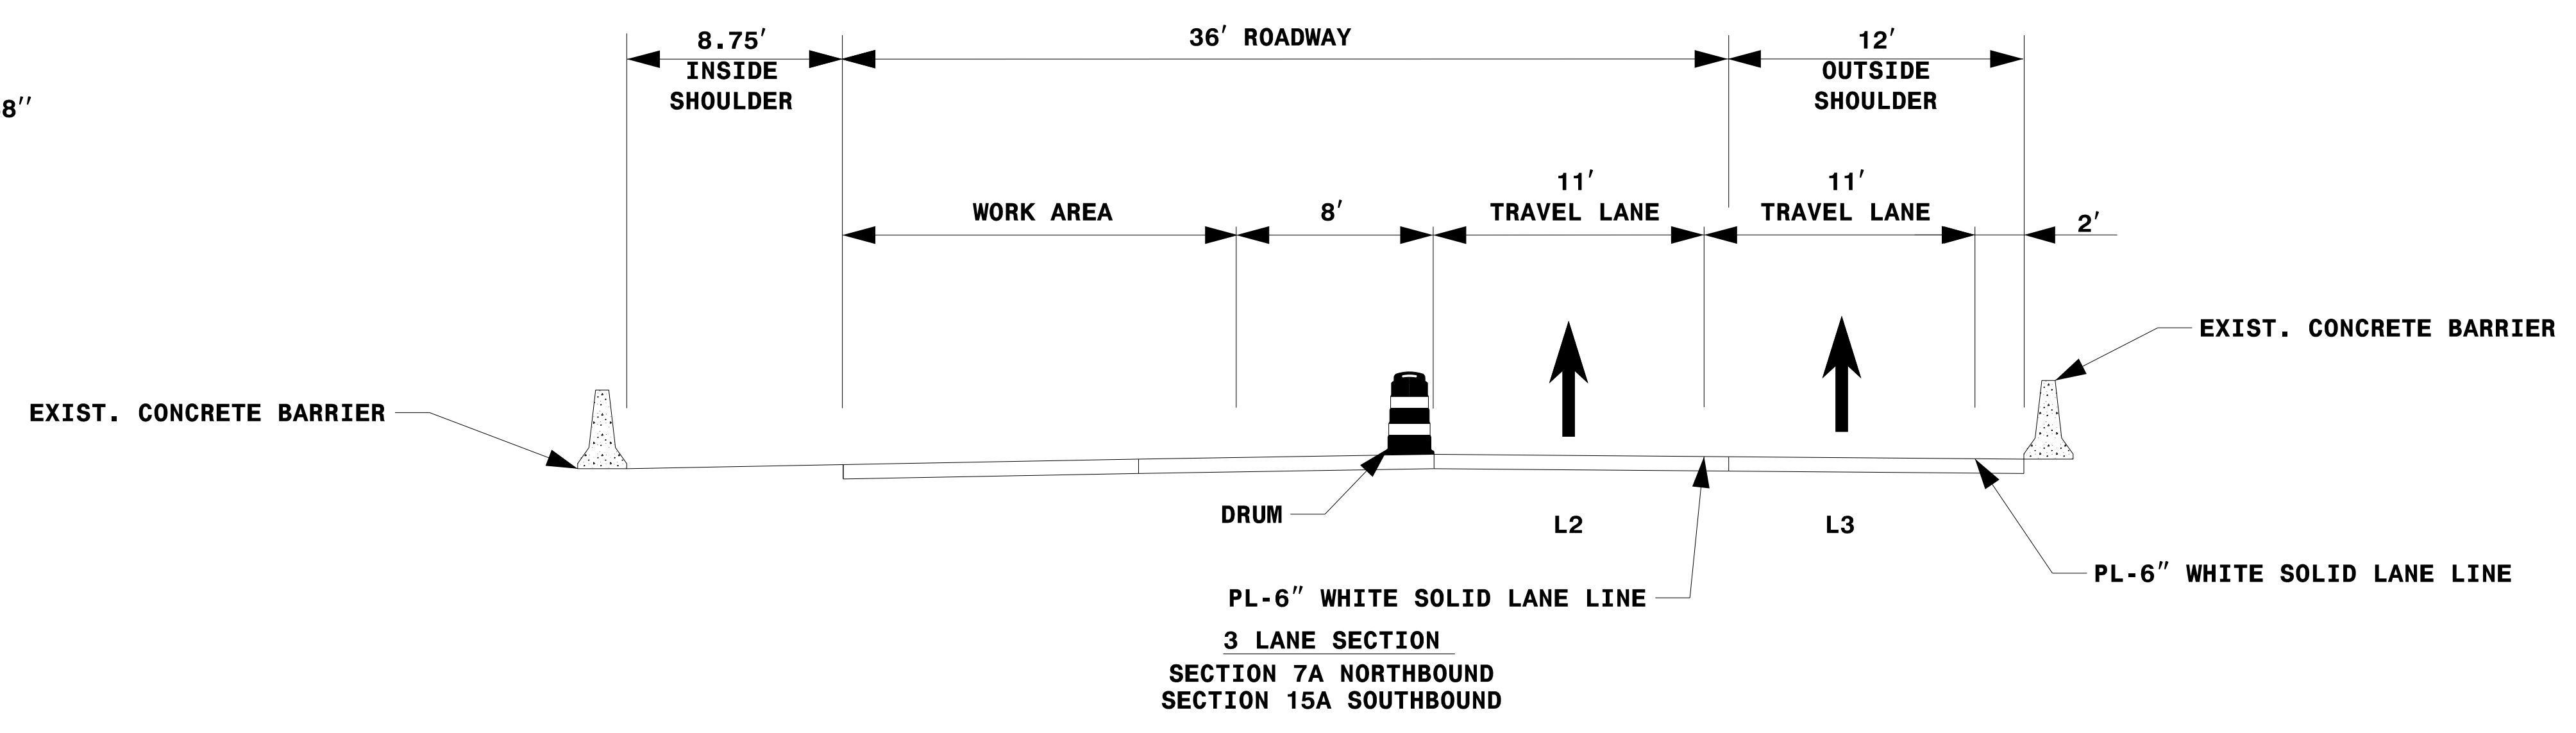 8.75'
INSIDE
SHOULDER
36' ROADWAY
12'
OUTSIDE
SHOULDER
8"
WORK AREA
8'
11'
TRAVEL LANE
11'
TRAVEL LANE
2'
EXIST. CONCRETE BARRIER
EXIST. CONCRETE BARRIER
DRUM
L2
L3
PL-6" WHITE SOLID LANE LINE
PL-6" WHITE SOLID LANE LINE
3 LANE SECTION
SECTION 7A NORTHBOUND
SECTION 15A SOUTHBOUND